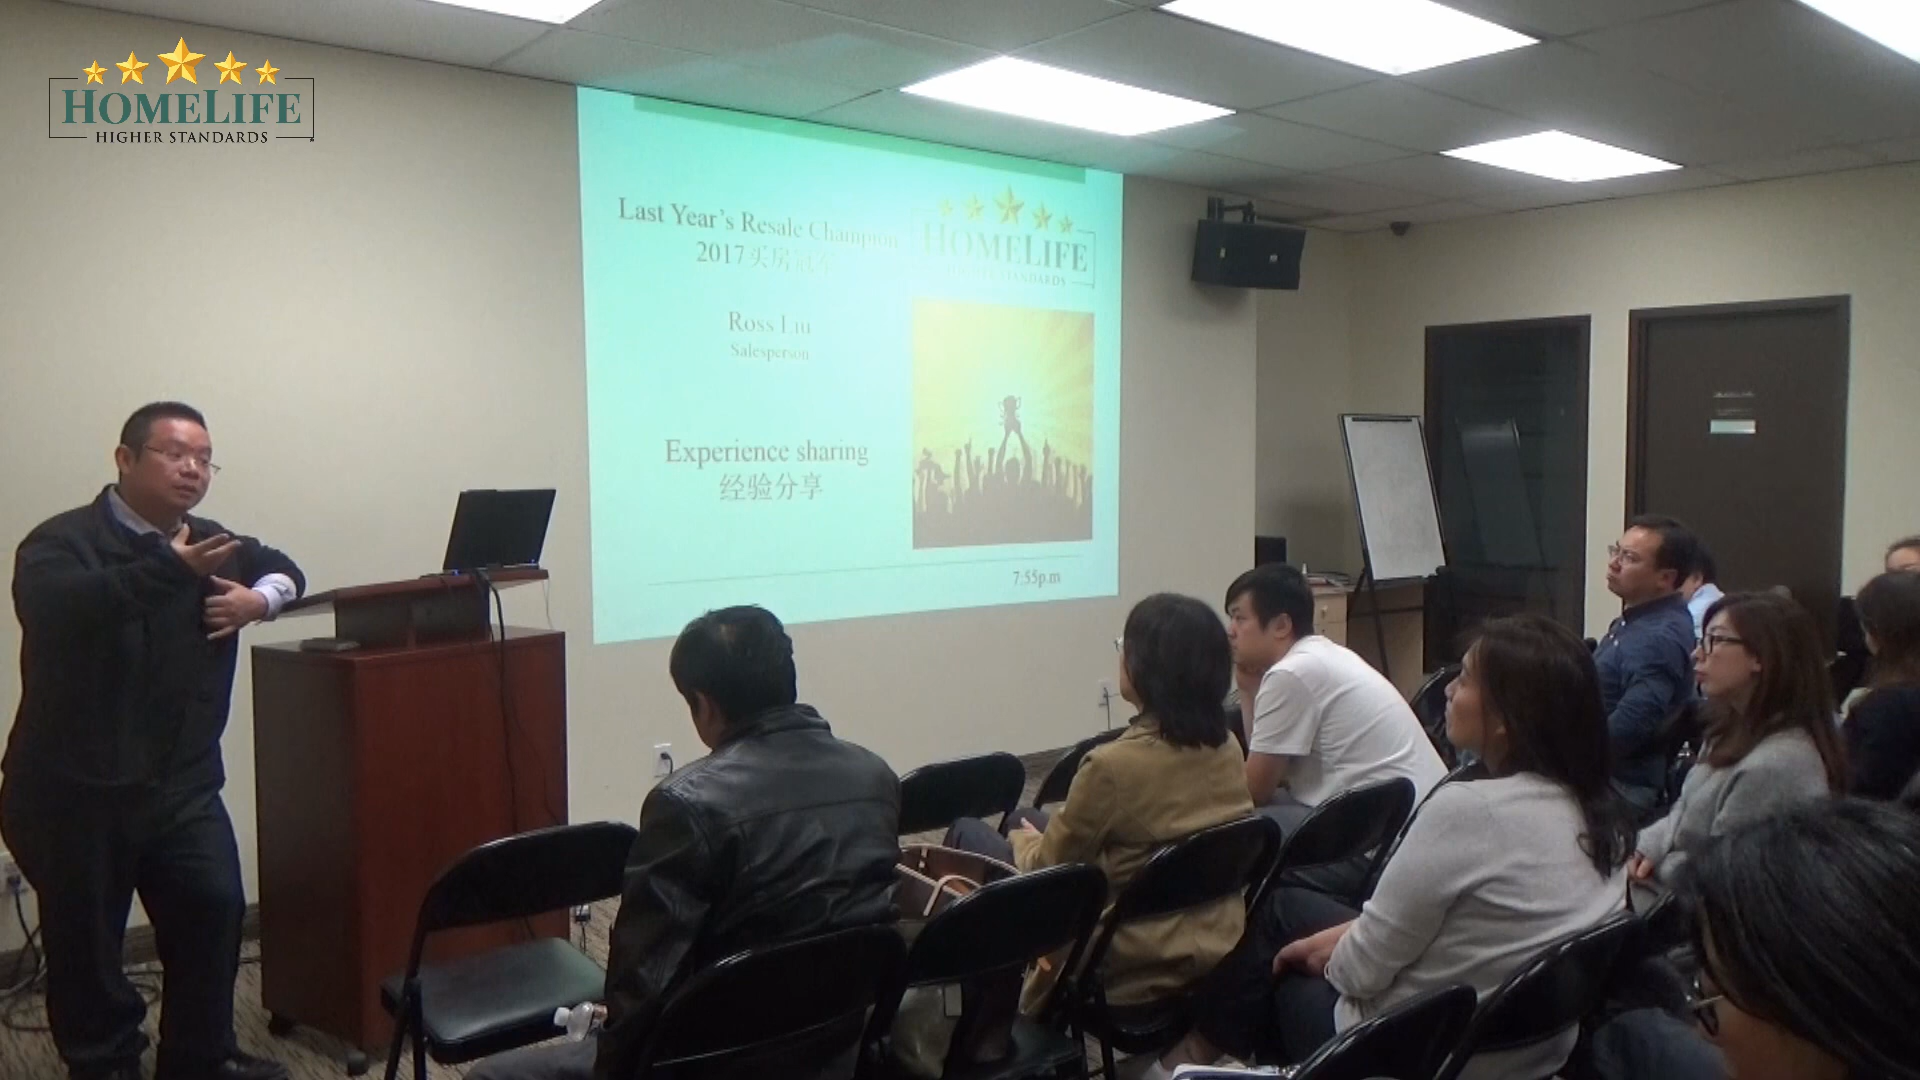 HOMELIFE
HIGHER STANDARDS
Last Year's Resale Champion
2017买房冠军
HOMELIFE
HIGHER STANDARDS
Ross Liu
Salesperson
Experience sharing
经验分享
7:55p.m